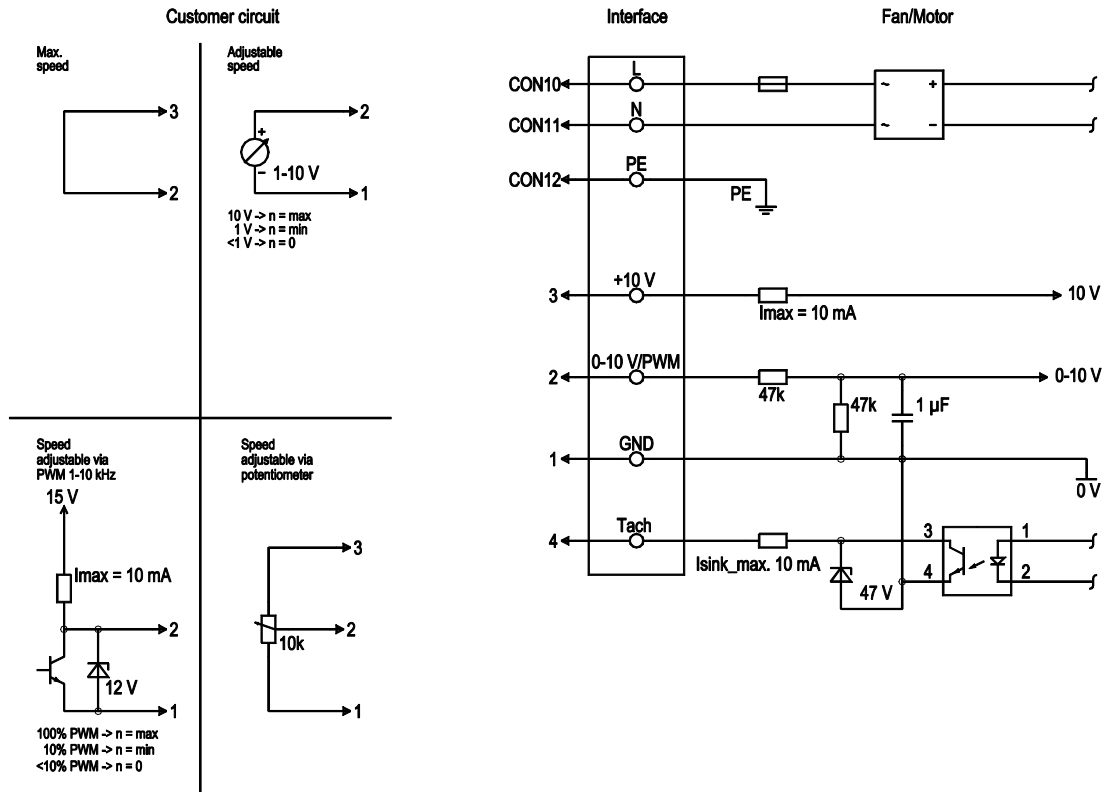 Customer circuit
Max.
speed
3
2
Adjustable
speed
2
+
− 1-10 V
1
10 V -> n = max
1 V -> n = min
<1 V -> n = 0
Speed
adjustable via
PWM 1-10 kHz
15 V
Imax = 10 mA
2
12 V
1
100% PWM -> n = max
10% PWM -> n = min
<10% PWM -> n = 0
Speed
adjustable via
potentiometer
3
2
10k
1
Interface
Fan/Motor
L
CON10
~ +
N
CON11
~ −
PE
CON12
PE
+10 V
3
10 V
Imax = 10 mA
0-10 V/PWM
2
0-10 V
47k
47k
1 µF
GND
1
0 V
Tach
4
3
1
Isink_max. 10 mA
4
2
47 V